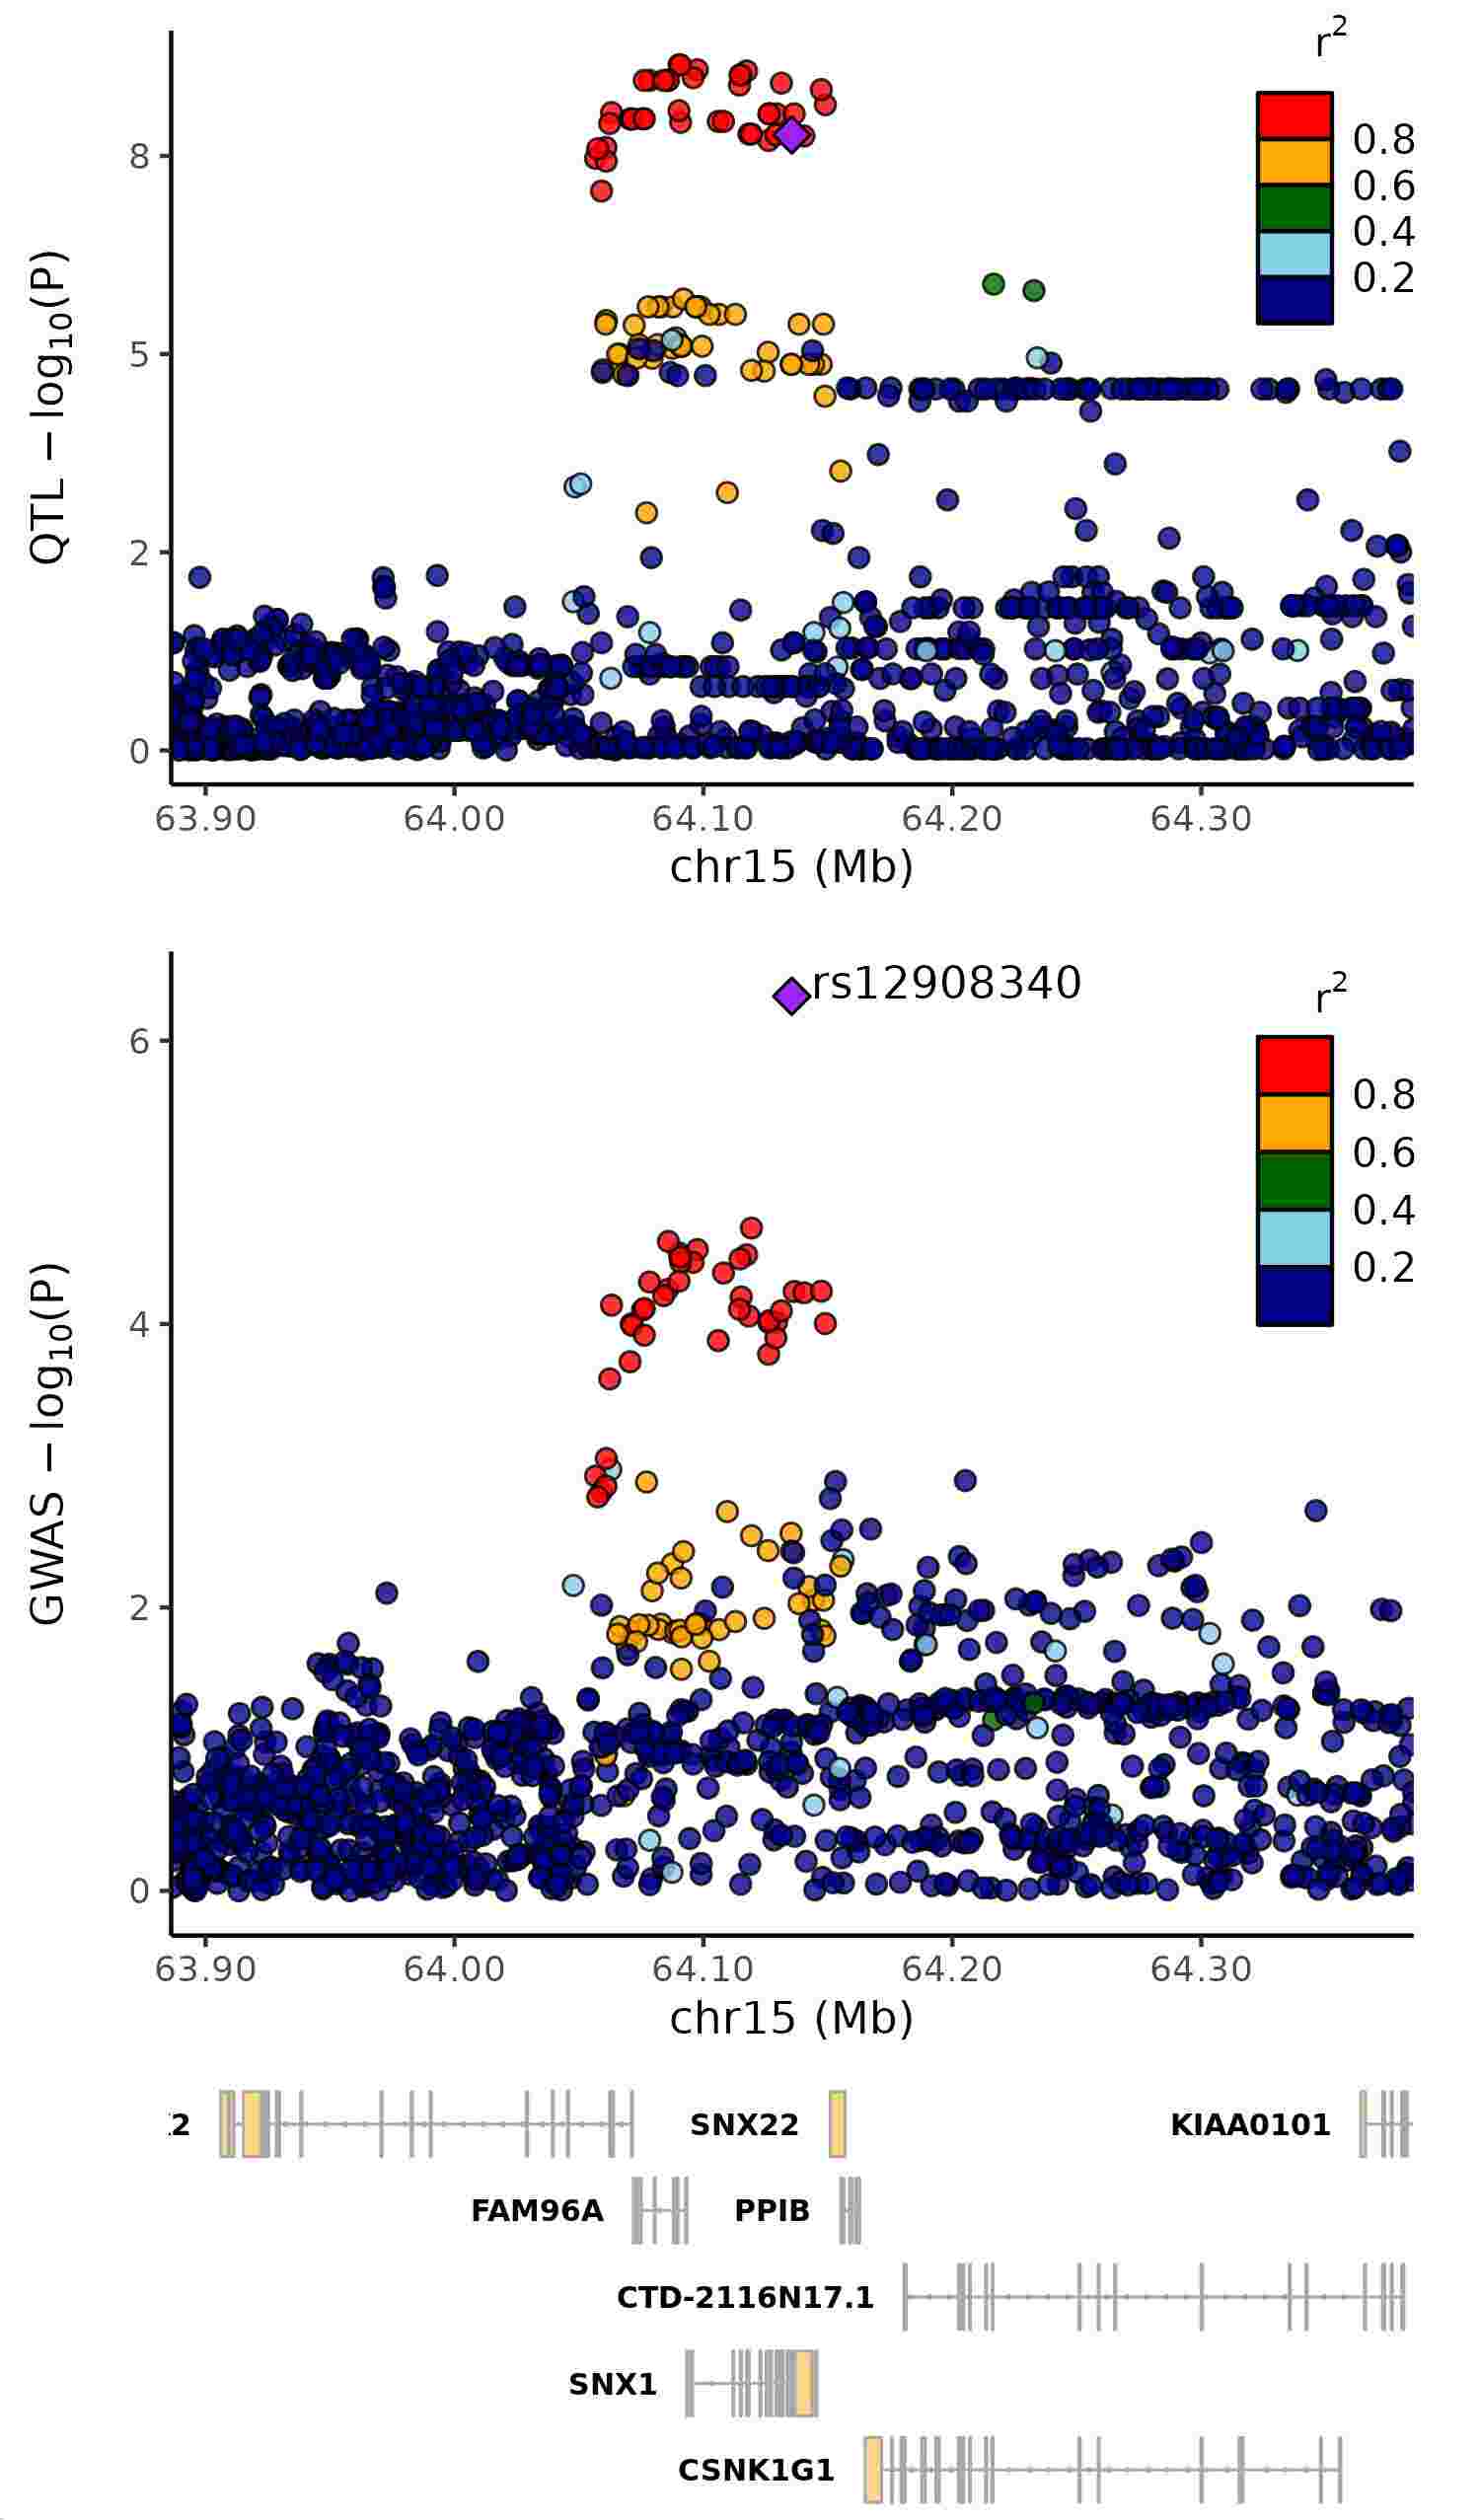 r²
0.8
0.6
0.4
0.2
QTL −log₁₀(P)
8
5
2
0
63.90 64.00 64.10 64.20 64.30
chr15 (Mb)
rs12908340
r²
0.8
0.6
0.4
0.2
GWAS −log₁₀(P)
6
4
2
0
63.90 64.00 64.10 64.20 64.30
chr15 (Mb)
2 SNX22 KIAA0101
FAM96A PPIB
CTD-2116N17.1
SNX1
CSNK1G1